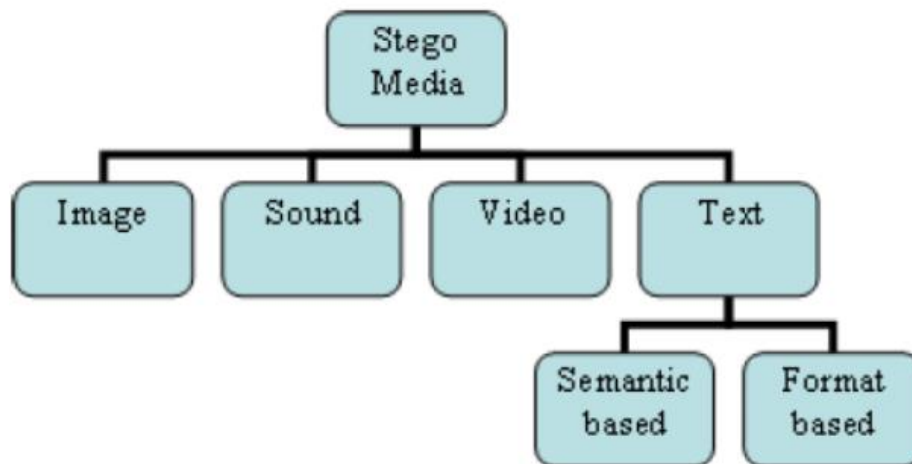 Stego
Media
Image
Sound
Video
Text
Semantic
based
Format
based